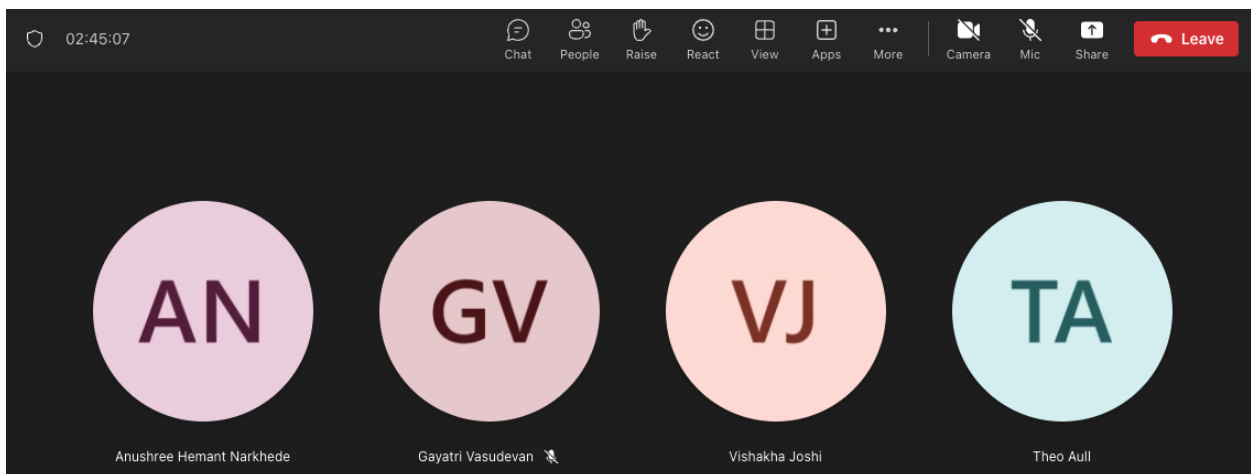 02:45:07
Chat People Raise React View Apps More Camera Mic Share Leave
AN GV VJ TA
Anushree Hemant Narkhede Gayatri Vasudevan Vishakha Joshi Theo Aull